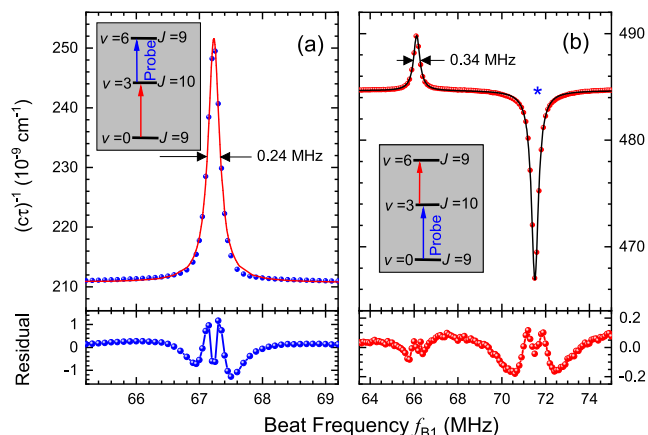 (a)
v=6 J=9
Probe
v=3 J=10
v=0 J=9
0.24 MHz
250
240
230
220
210
(cτ)⁻¹ (10⁻⁹ cm⁻¹)
(b)
0.34 MHz
*
v=6 J=9
v=3 J=10
Probe
v=0 J=9
490
480
470
Residual
1
0
-1
0.2
0.0
-0.2
66 67 68 69
64 66 68 70 72 74
Beat Frequency f_B1 (MHz)